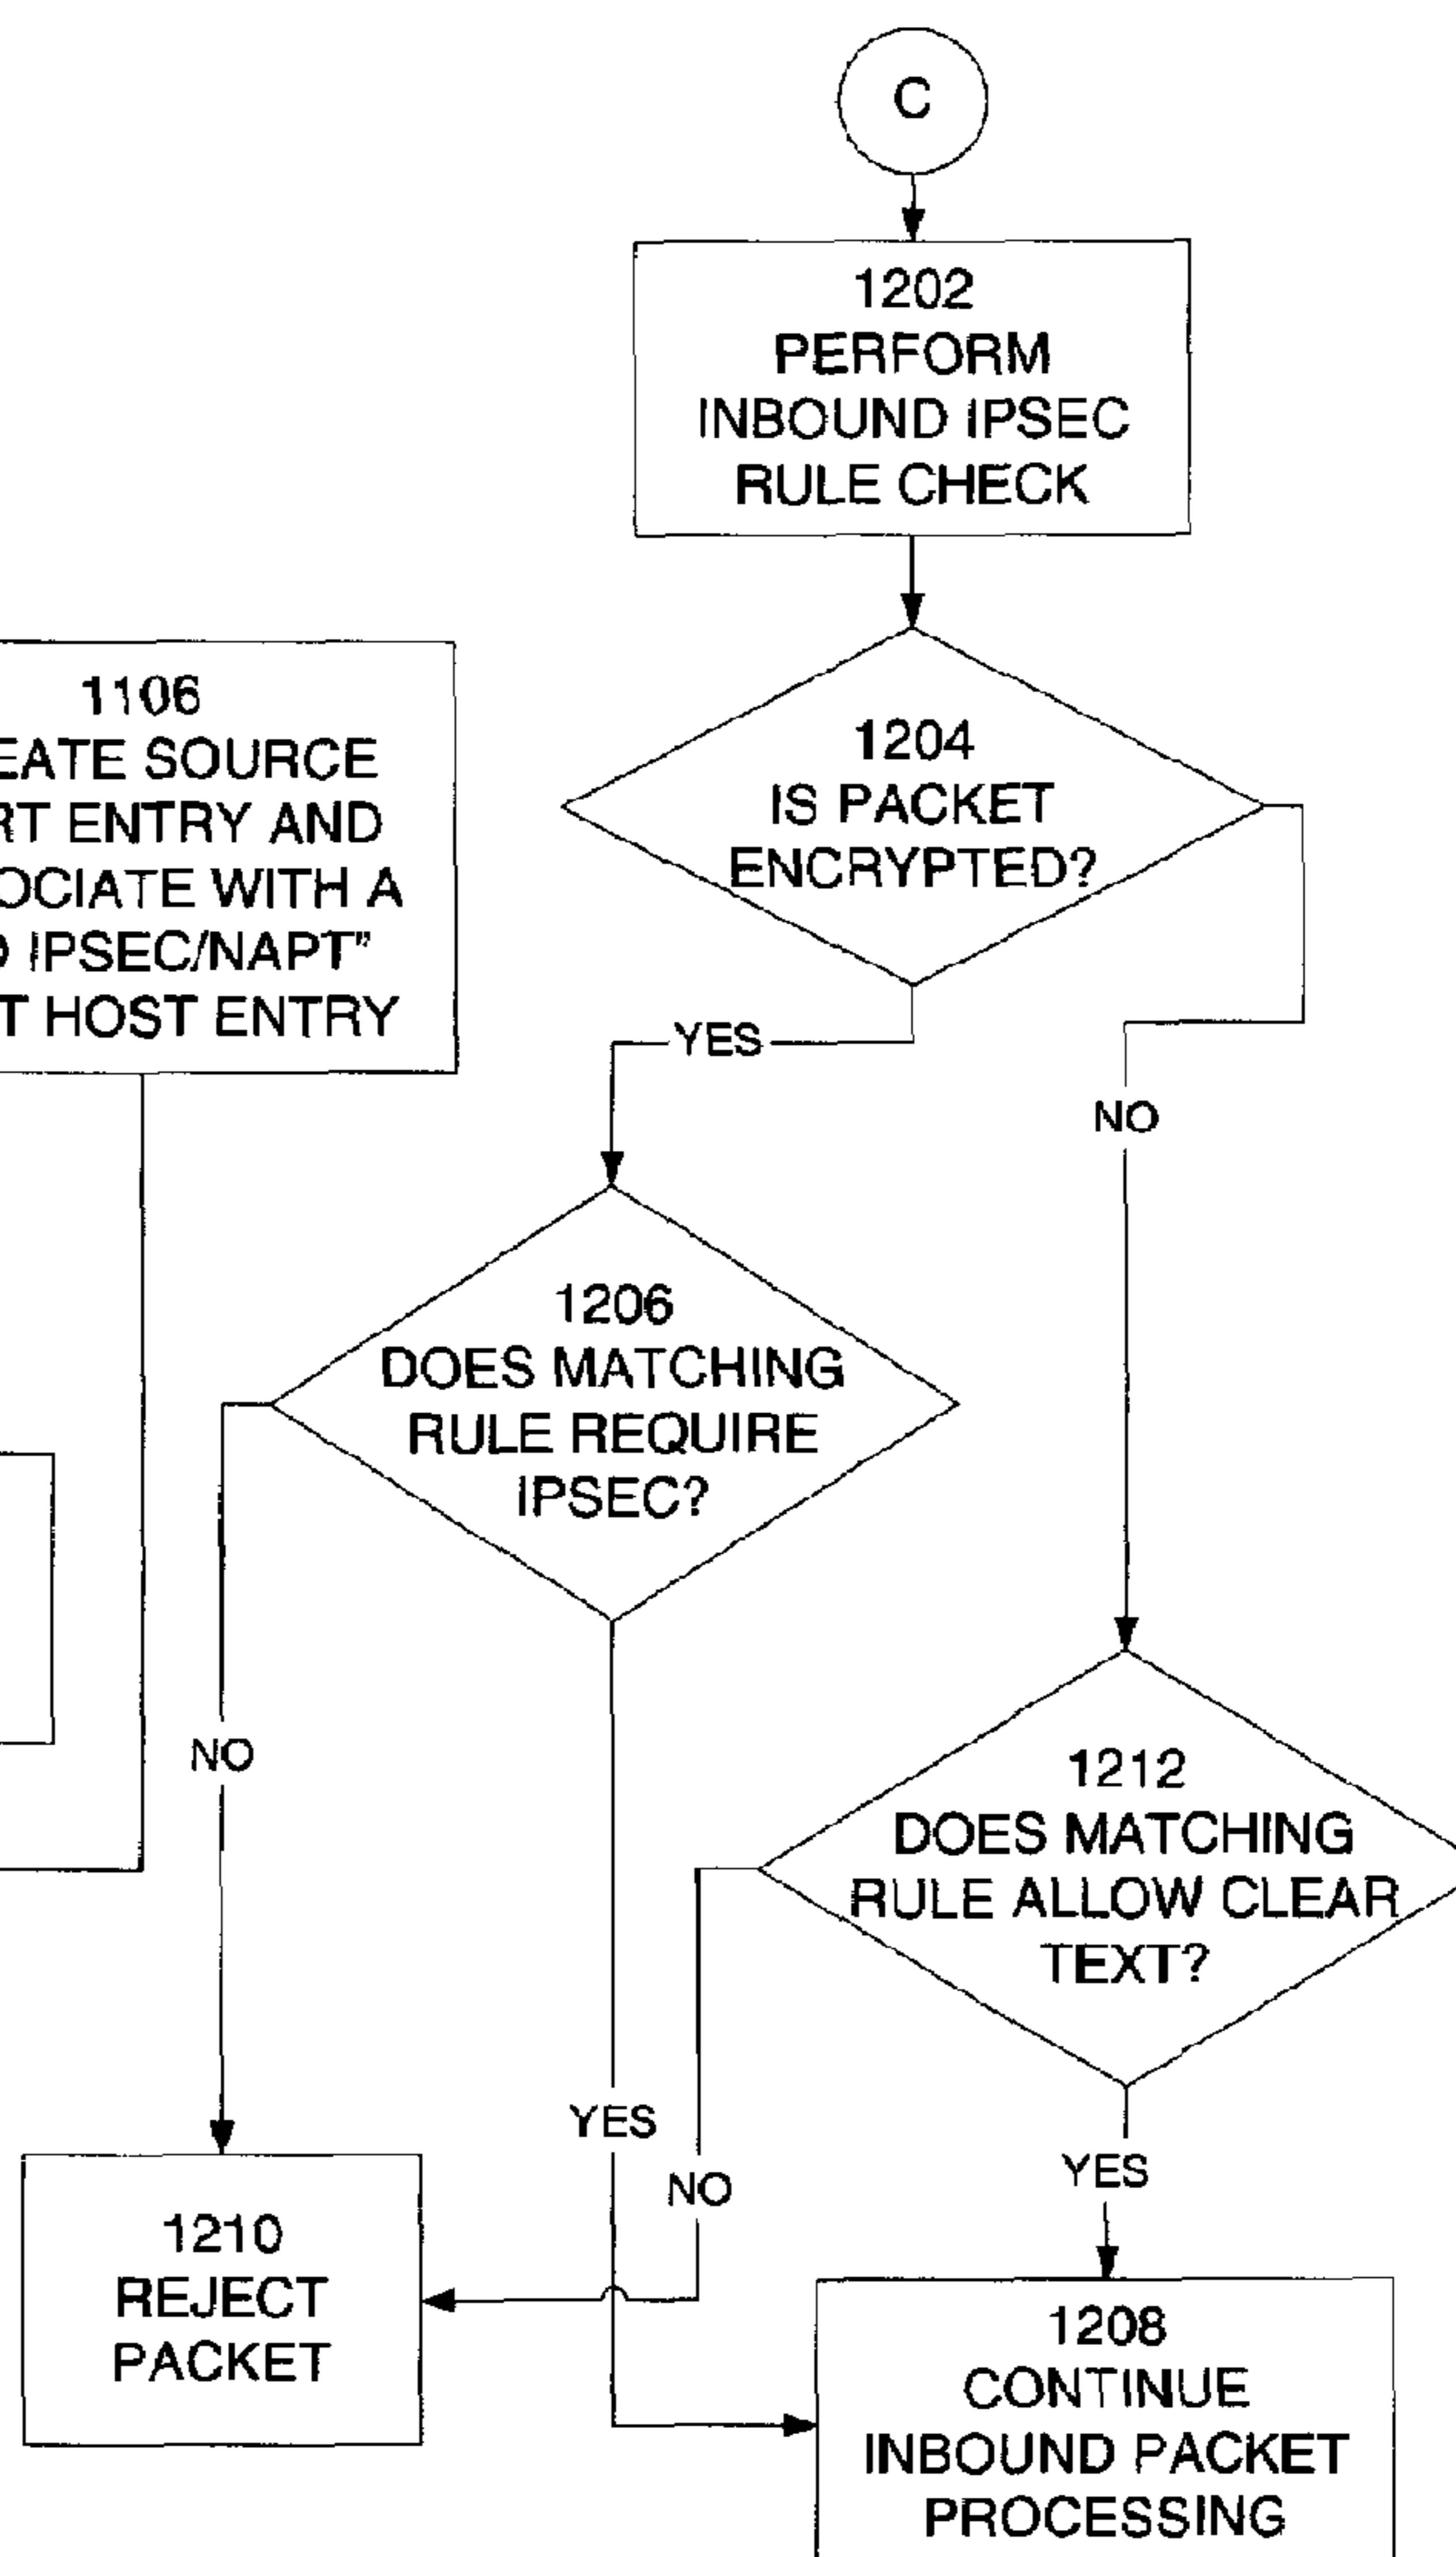 C
1202
PERFORM
INBOUND IPSEC
RULE CHECK
1204
IS PACKET
ENCRYPTED?
YES
NO
1106
EATE SOURCE
RT ENTRY AND
OCIATE WITH A
IPSEC/NAPT"
T HOST ENTRY
1206
DOES MATCHING
RULE REQUIRE
IPSEC?
NO
YES
1212
DOES MATCHING
RULE ALLOW CLEAR
TEXT?
NO
YES
1210
REJECT
PACKET
1208
CONTINUE
INBOUND PACKET
PROCESSING